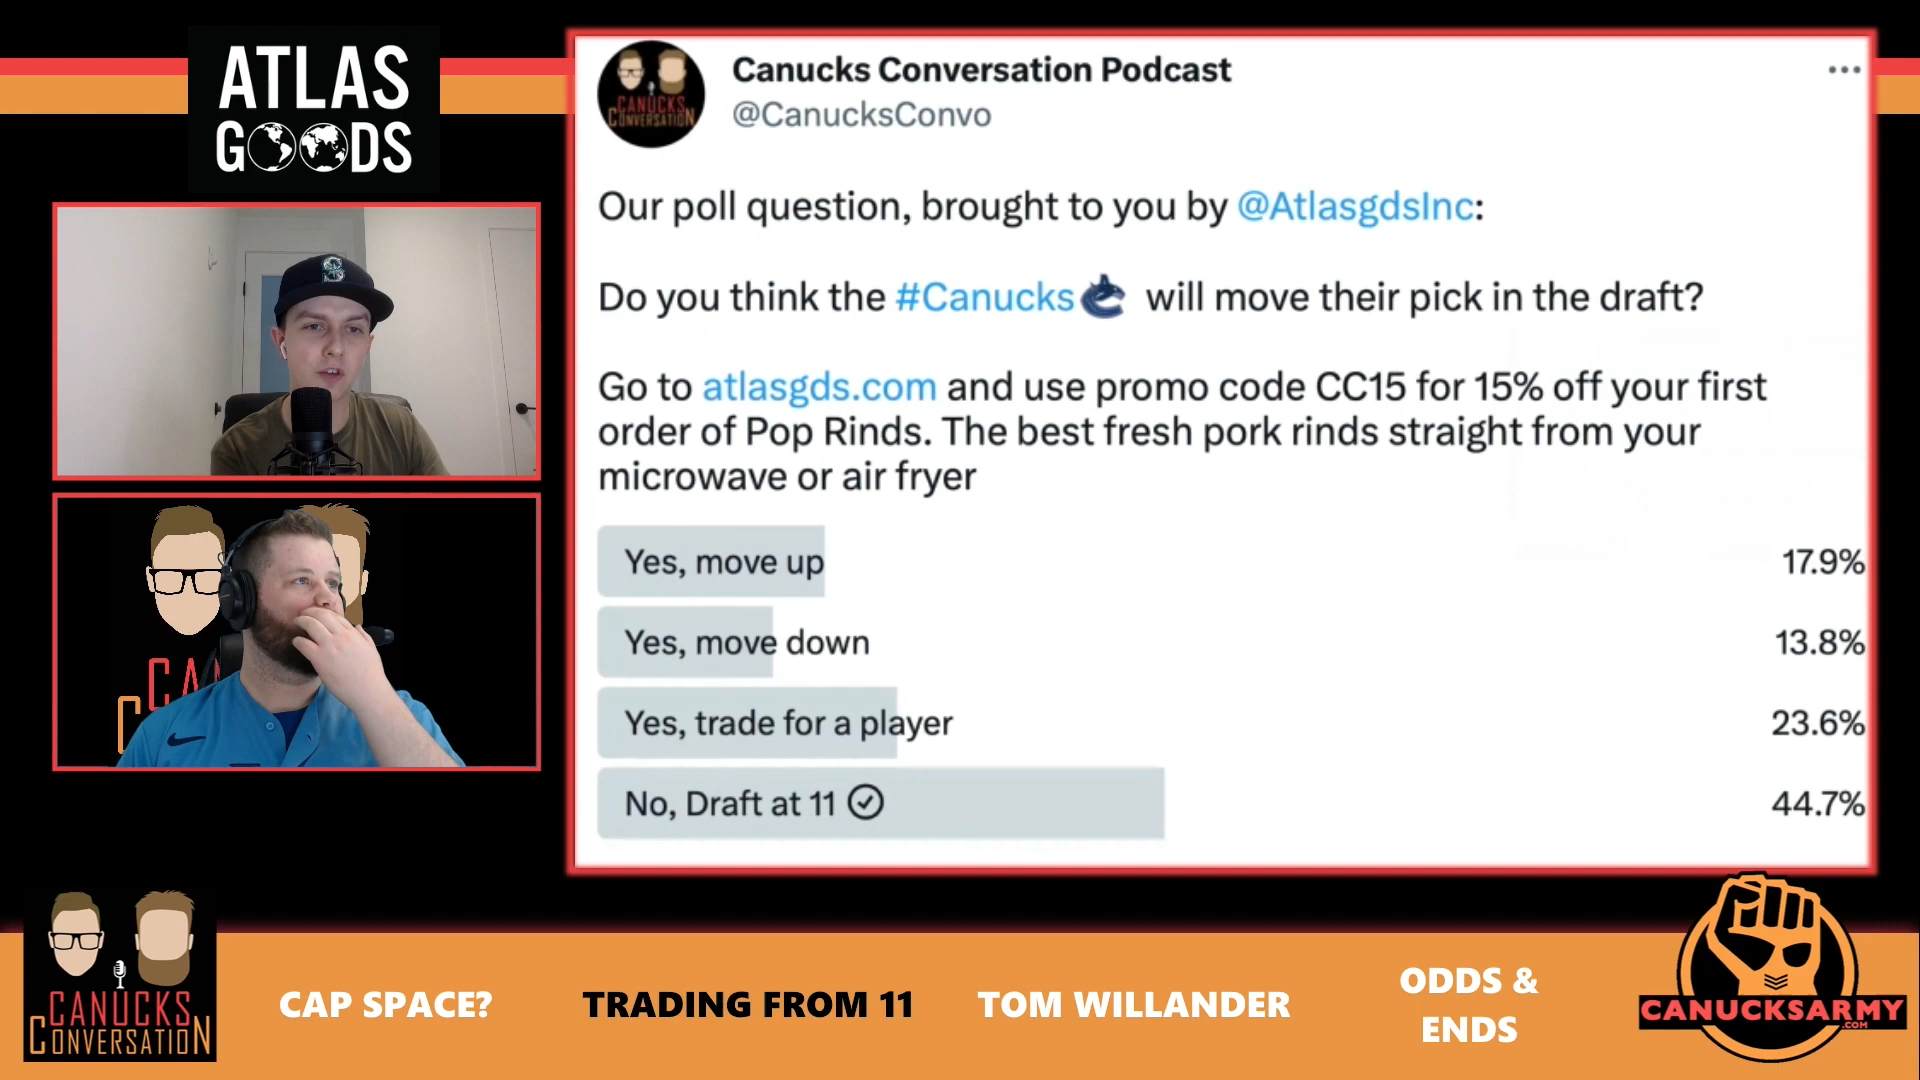 ATLAS
GOODS
S
CANUCKS
CONVERSATION
Canucks Conversation Podcast
@CanucksConvo
Our poll question, brought to you by @AtlasgdsInc:
Do you think the #Canucks will move their pick in the draft?
Go to atlasgds.com and use promo code CC15 for 15% off your first
order of Pop Rinds. The best fresh pork rinds straight from your
microwave or air fryer
Yes, move up 17.9%
Yes, move down 13.8%
Yes, trade for a player 23.6%
No, Draft at 11 44.7%
CA
C
CANUCKS
CONVERSATION
CAP SPACE?
TRADING FROM 11
TOM WILLANDER
ODDS &
ENDS
CANUCKSARMY
.COM